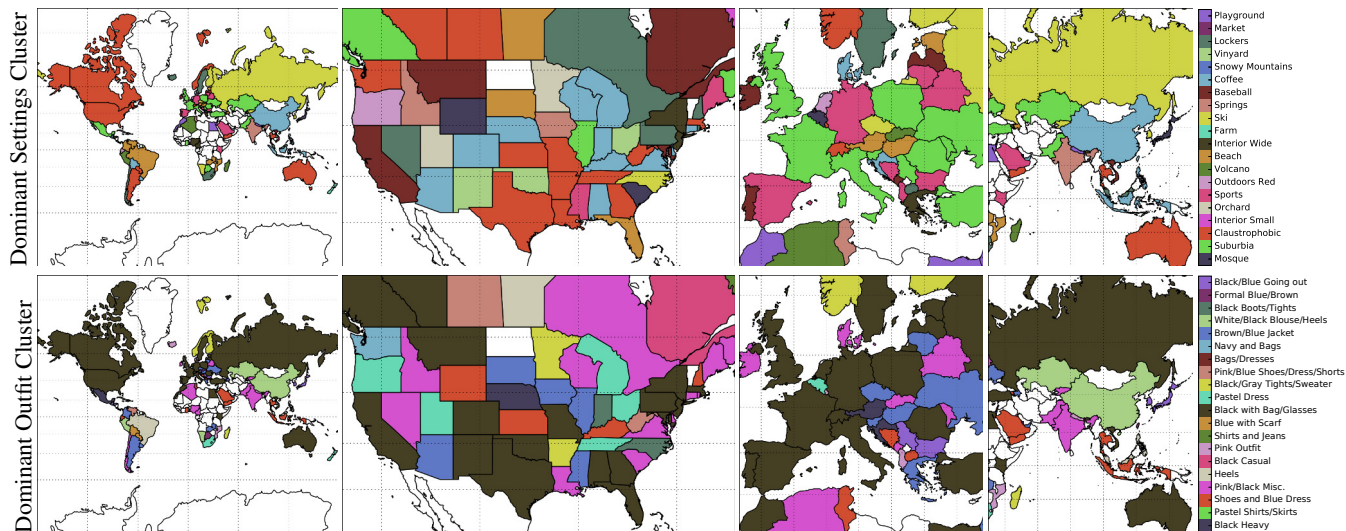 Dominant Settings Cluster
Playground
Market
Lockers
Vinyard
Snowy Mountains
Coffee
Baseball
Springs
Ski
Farm
Interior Wide
Beach
Volcano
Outdoors Red
Sports
Orchard
Interior Small
Claustrophobic
Suburbia
Mosque
Dominant Outfit Cluster
Black/Blue Going out
Formal Blue/Brown
Black Boots/Tights
White/Black Blouse/Heels
Brown/Blue Jacket
Navy and Bags
Bags/Dresses
Pink/Blue Shoes/Dress/Shorts
Black/Gray Tights/Sweater
Pastel Dress
Black with Bag/Glasses
Blue with Scarf
Shirts and Jeans
Pink Outfit
Black Casual
Heels
Pink/Black Misc.
Shoes and Blue Dress
Pastel Shirts/Skirts
Black Heavy